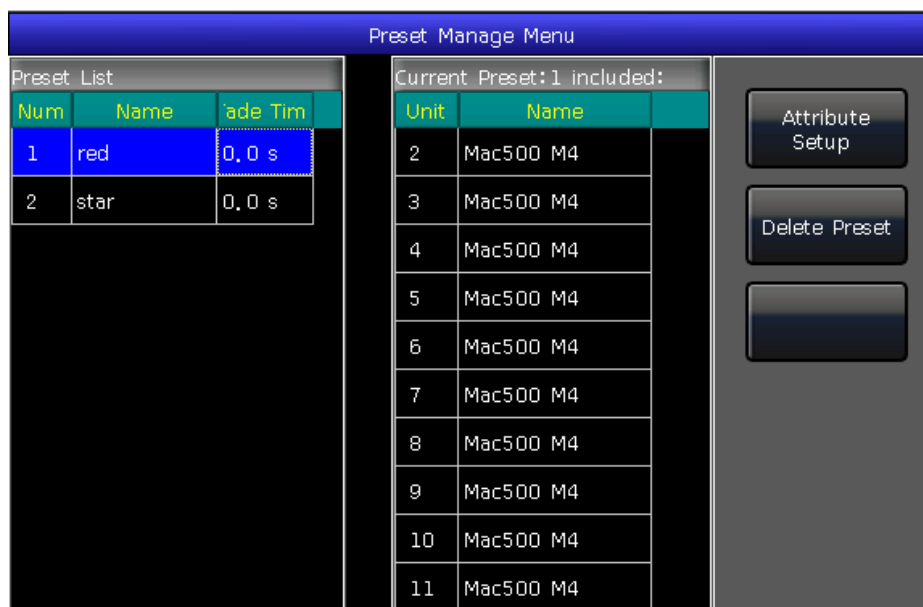 Preset Manage Menu
Preset List
Num Name ade Tim
1 red 0.0 s
2 star 0.0 s
Current Preset:1 included:
Unit Name
2 Mac500 M4
3 Mac500 M4
4 Mac500 M4
5 Mac500 M4
6 Mac500 M4
7 Mac500 M4
8 Mac500 M4
9 Mac500 M4
10 Mac500 M4
11 Mac500 M4
Attribute
Setup
Delete Preset